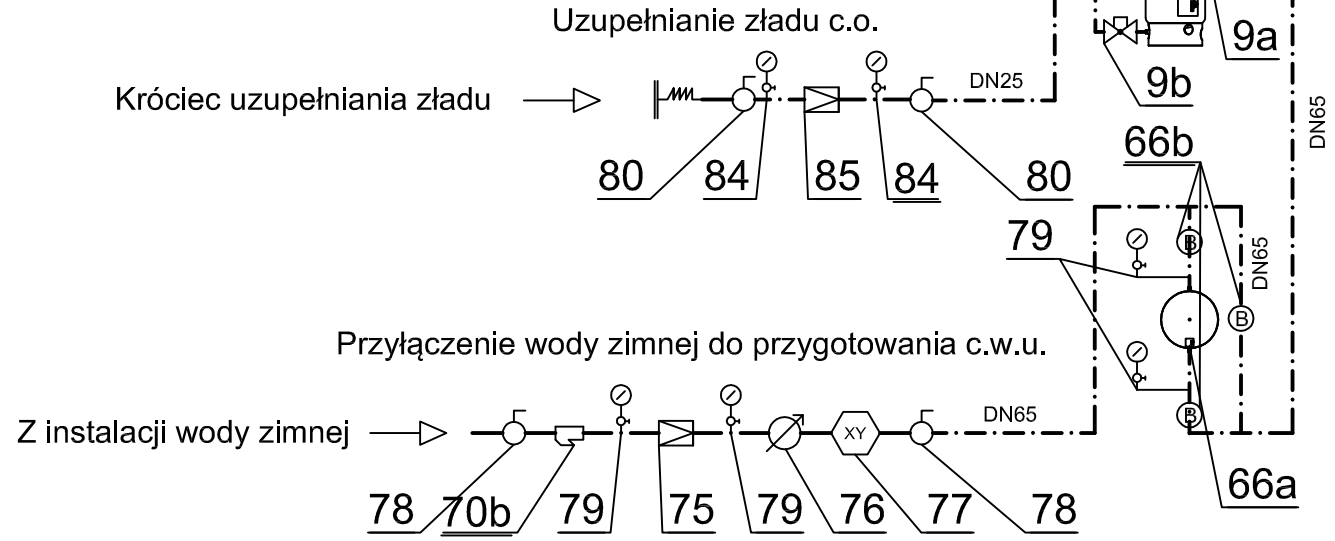 Uzupełnianie zładu c.o.
9a
Króciec uzupełniania zładu
DN25
9b
DN65
80 84 85 84 80
66b
79
B
DN65
B
Przyłączenie wody zimnej do przygotowania c.w.u.
B
Z instalacji wody zimnej
XY
DN65
78 70b 79 75 79 76 77 78
66a